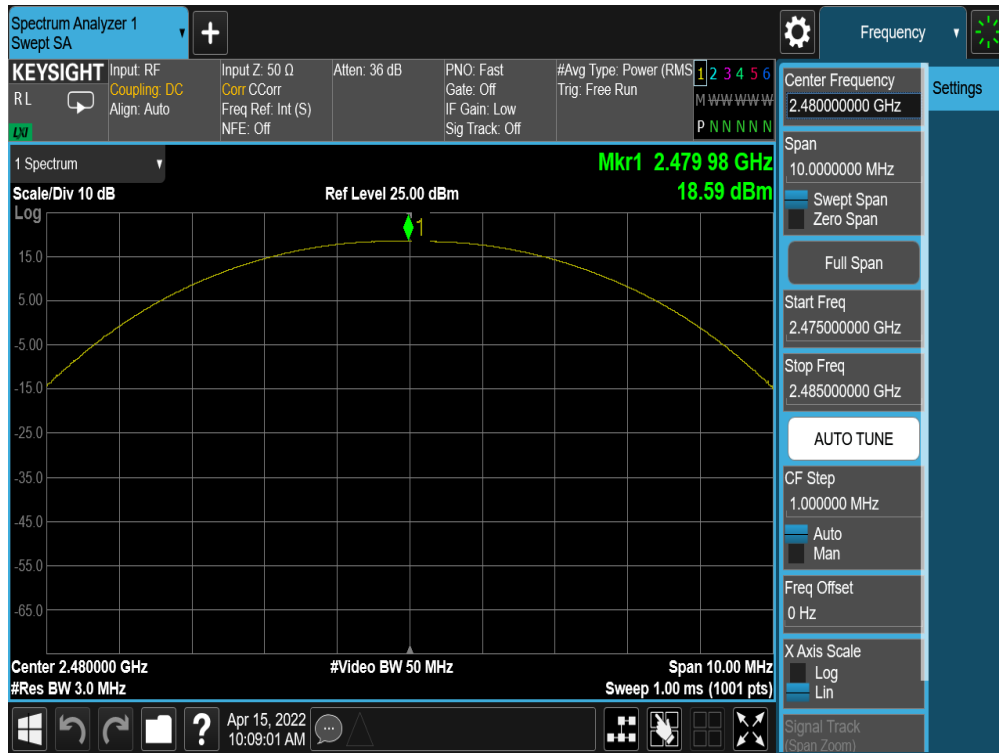 Spectrum Analyzer 1
Swept SA
+
Frequency
KEYSIGHT
RL
LXI
Input: RF
Coupling: DC
Align: Auto
Input Z: 50 Ω
Corr CCorr
Freq Ref: Int (S)
NFE: Off
Atten: 36 dB
PNO: Fast
Gate: Off
IF Gain: Low
Sig Track: Off
#Avg Type: Power (RMS
Trig: Free Run
1 2 3 4 5 6
M W W W W W
P N N N N N
1 Spectrum
Mkr1 2.479 98 GHz
18.59 dBm
Scale/Div 10 dB
Ref Level 25.00 dBm
Log
1
15.0
5.00
-5.00
-15.0
-25.0
-35.0
-45.0
-55.0
-65.0
Center 2.480000 GHz
#Video BW 50 MHz
Span 10.00 MHz
#Res BW 3.0 MHz
Sweep 1.00 ms (1001 pts)
?
Apr 15, 2022
10:09:01 AM
Center Frequency
2.480000000 GHz
Settings
Span
10.0000000 MHz
Swept Span
Zero Span
Full Span
Start Freq
2.475000000 GHz
Stop Freq
2.485000000 GHz
AUTO TUNE
CF Step
1.000000 MHz
Auto
Man
Freq Offset
0 Hz
X Axis Scale
Log
Lin
Signal Track
(Span Zoom)